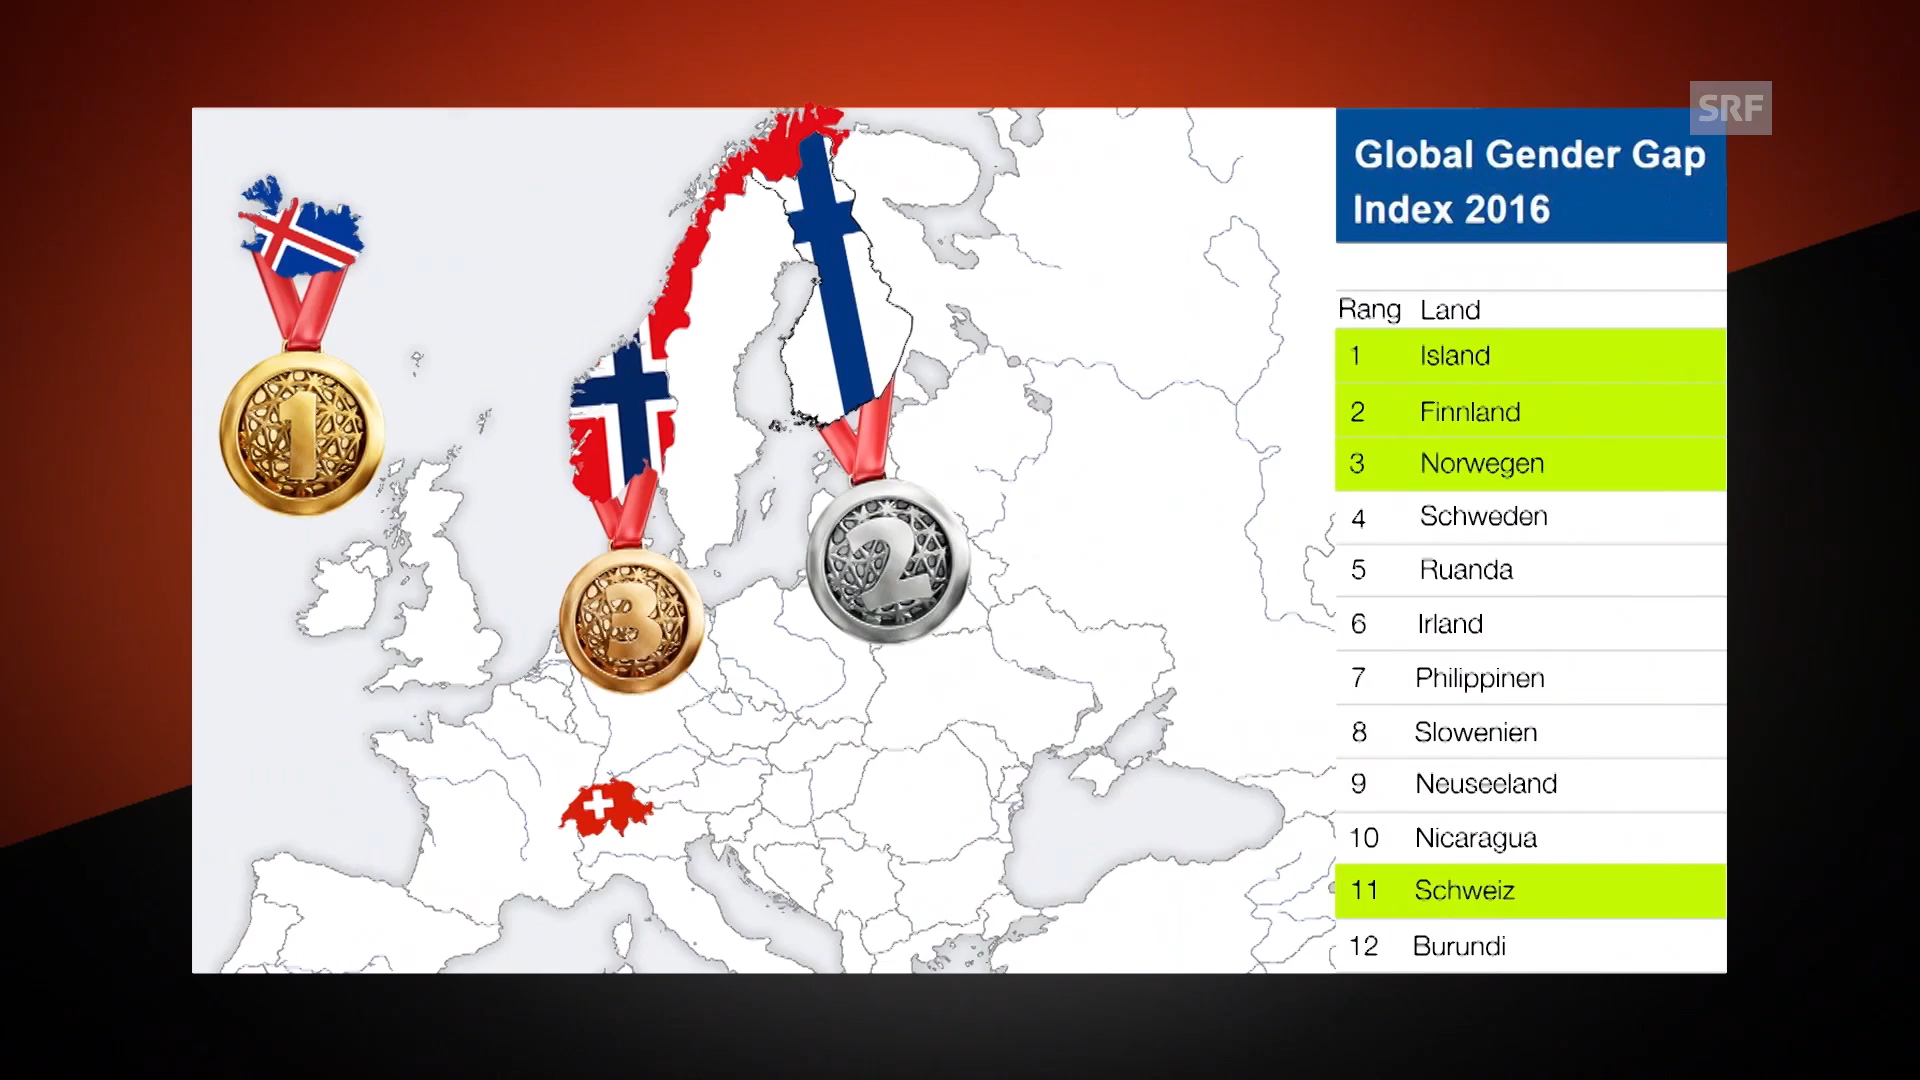 SRF
Global Gender Gap
Index 2016
Rang Land
1 Island
2 Finnland
3 Norwegen
4 Schweden
5 Ruanda
6 Irland
7 Philippinen
8 Slowenien
9 Neuseeland
10 Nicaragua
11 Schweiz
12 Burundi
1
2
3